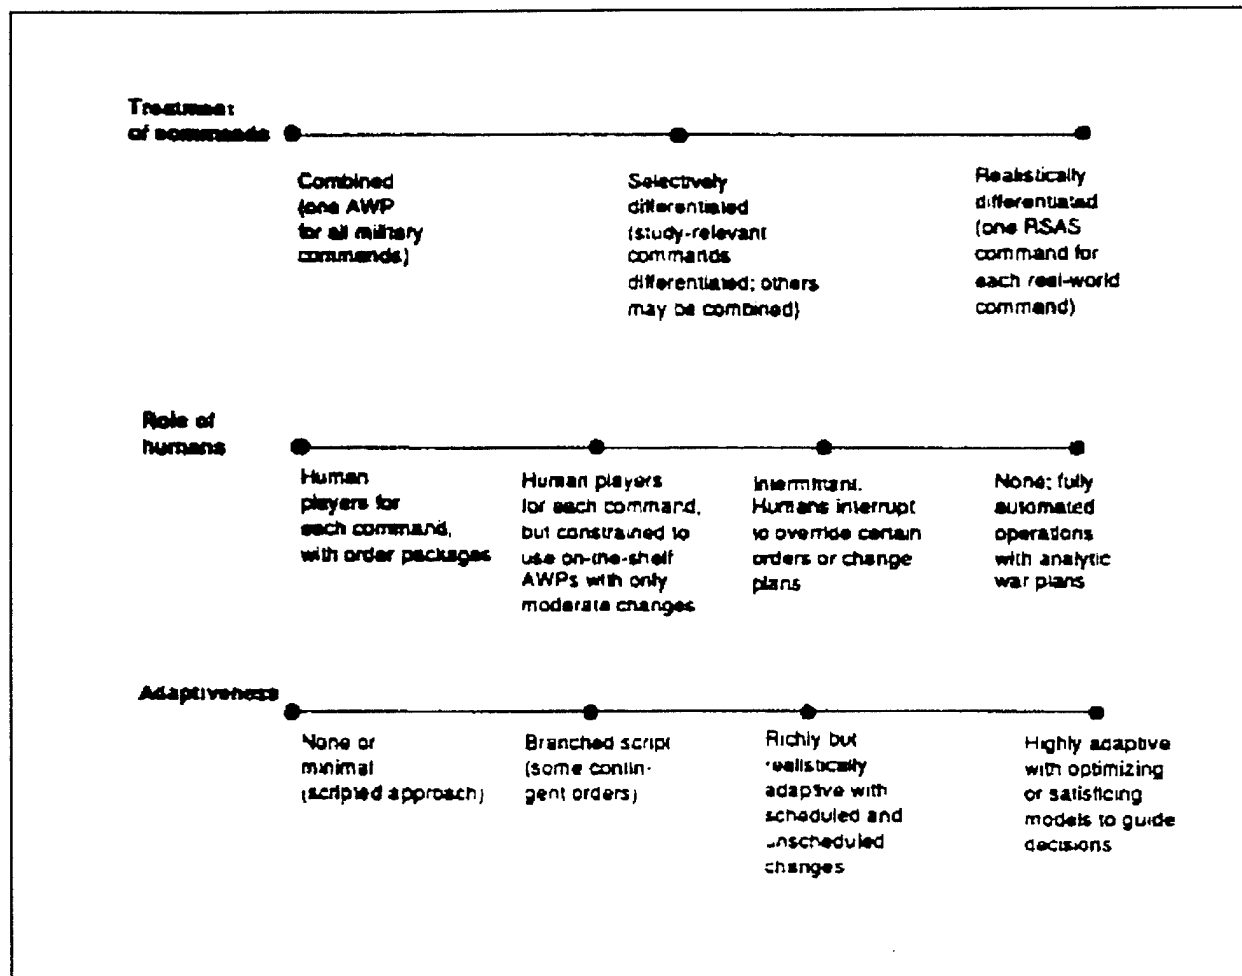 Treatment
of commands
Combined
(one AWP
for all military
commands)
Selectively
differentiated
(study-relevant
commands
differentiated; others
may be combined)
Realistically
differentiated
(one RSAS
command for
each real-world
command)
Role of
humans
Human
players for
each command,
with order packages
Human players
for each command,
but constrained to
use on-the-shelf
AWPs with only
moderate changes
Intermittent.
Humans interrupt
to override certain
orders or change
plans
None; fully
automated
operations
with analytic
war plans
Adaptiveness
None or
minimal
(scripted approach)
Branched script
(some contin-
gent orders)
Richly but
realistically
adaptive with
scheduled and
unscheduled
changes
Highly adaptive
with optimizing
or satisficing
models to guide
decisions